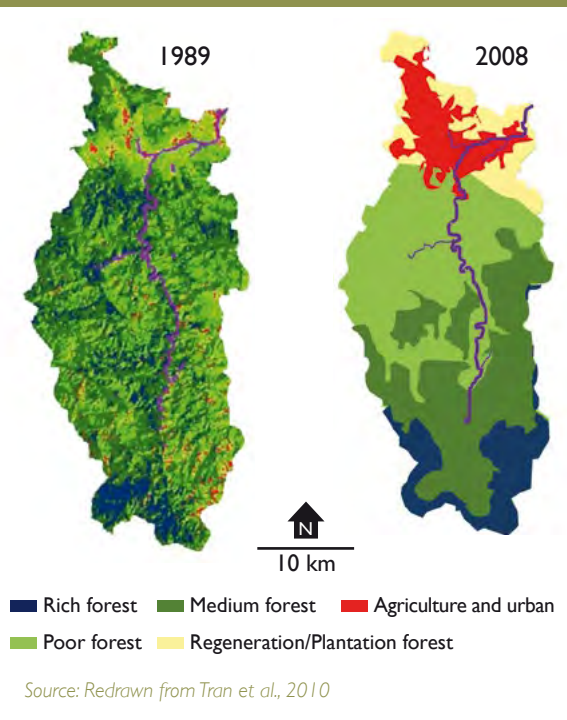 1989
2008
N
10 km
Rich forest
Medium forest
Agriculture and urban
Poor forest
Regeneration/Plantation forest
Source: Redrawn from Tran et al., 2010